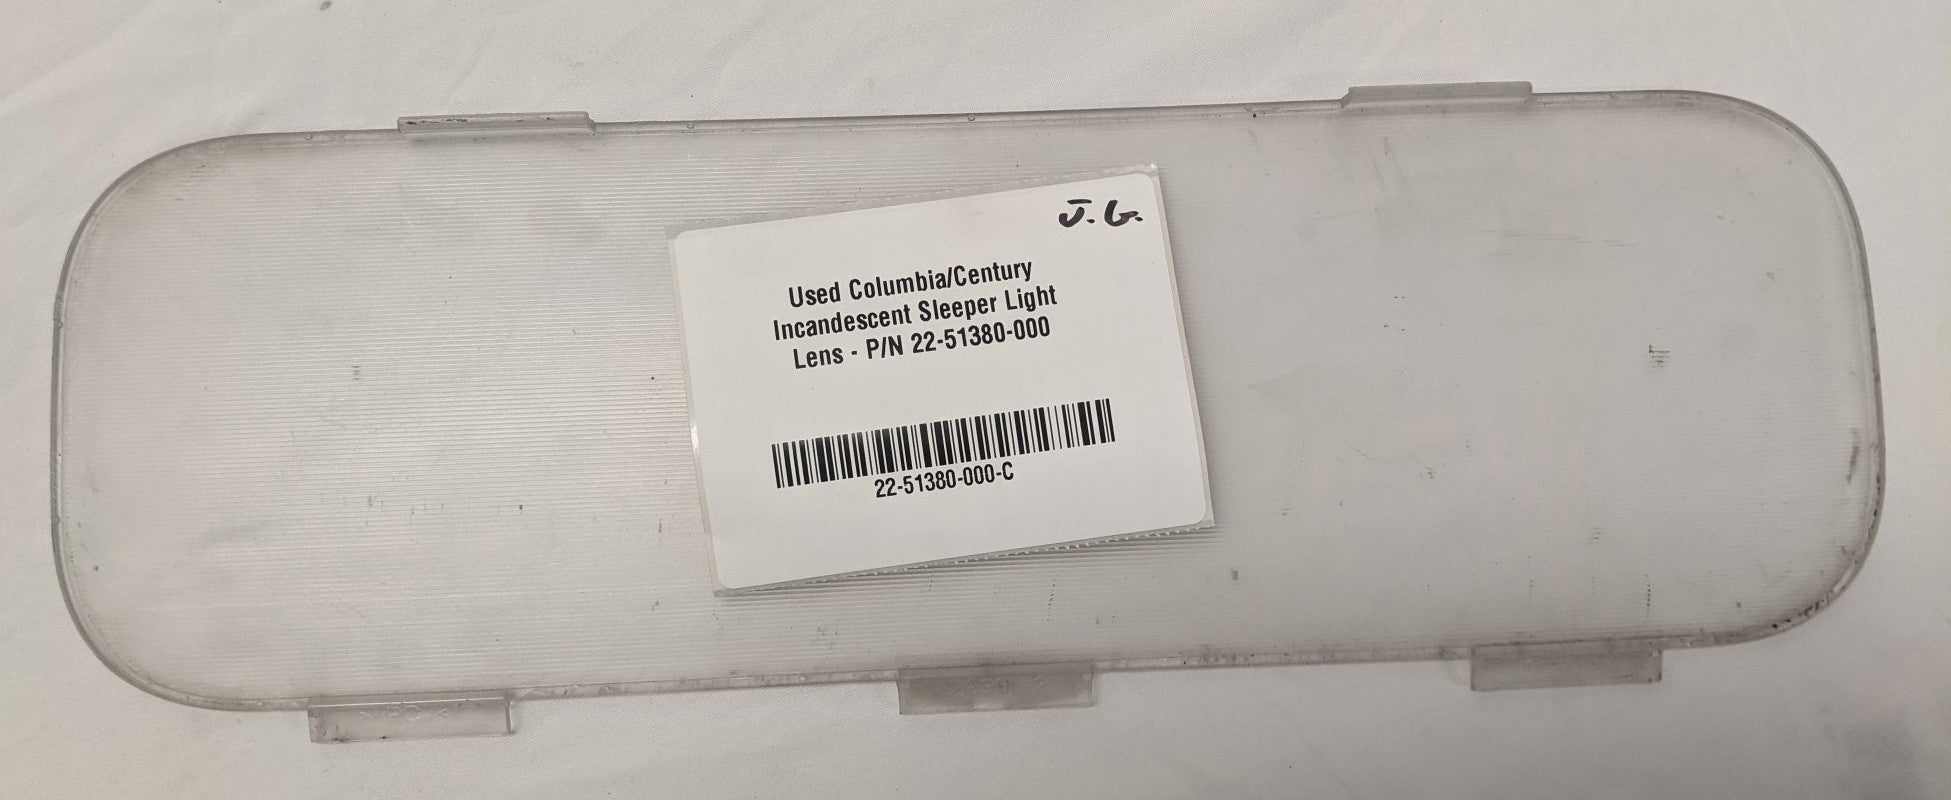 J. G.
Used Columbia/Century
Incandescent Sleeper Light
Lens - P/N 22-51380-000
22-51380-000-C